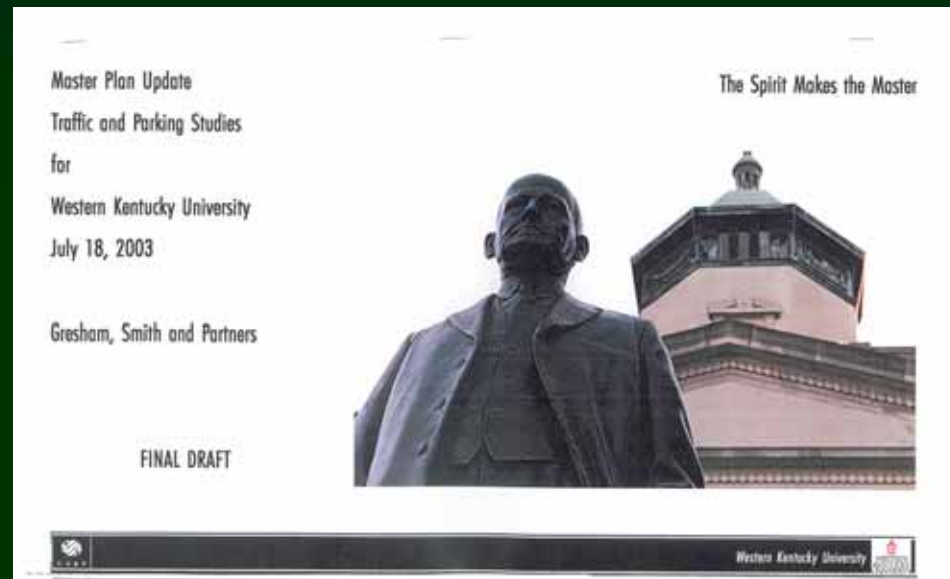 Master Plan Update
Traffic and Parking Studies
for
Western Kentucky University
July 18, 2003
Gresham, Smith and Partners
FINAL DRAFT
The Spirit Makes the Master
Western Kentucky University